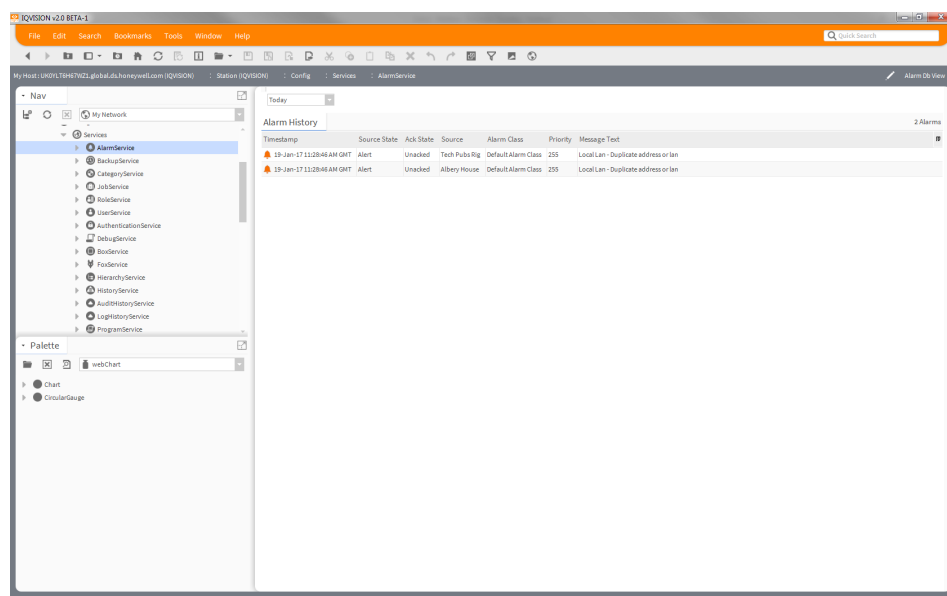 IQVISION v2.0 BETA-1
File Edit Search Bookmarks Tools Window Help
Quick Search
My Host : UK0YLT6H67WZ1.global.ds.honeywell.com (IQVISION) : Station (IQVISION) : Config : Services : AlarmService
Alarm Db View
Nav
My Network
Services
AlarmService
BackupService
CategoryService
JobService
RoleService
UserService
AuthenticationService
DebugService
BoxService
FoxService
HierarchyService
HistoryService
AuditHistoryService
LogHistoryService
ProgramService
Palette
webChart
Chart
CircularGauge
Today
Alarm History
2 Alarms
Timestamp Source State Ack State Source Alarm Class Priority Message Text
19-Jan-17 11:28:46 AM GMT Alert Unacked Tech Pubs Rig Default Alarm Class 255 Local Lan - Duplicate address or lan
19-Jan-17 11:28:46 AM GMT Alert Unacked Albery House Default Alarm Class 255 Local Lan - Duplicate address or lan